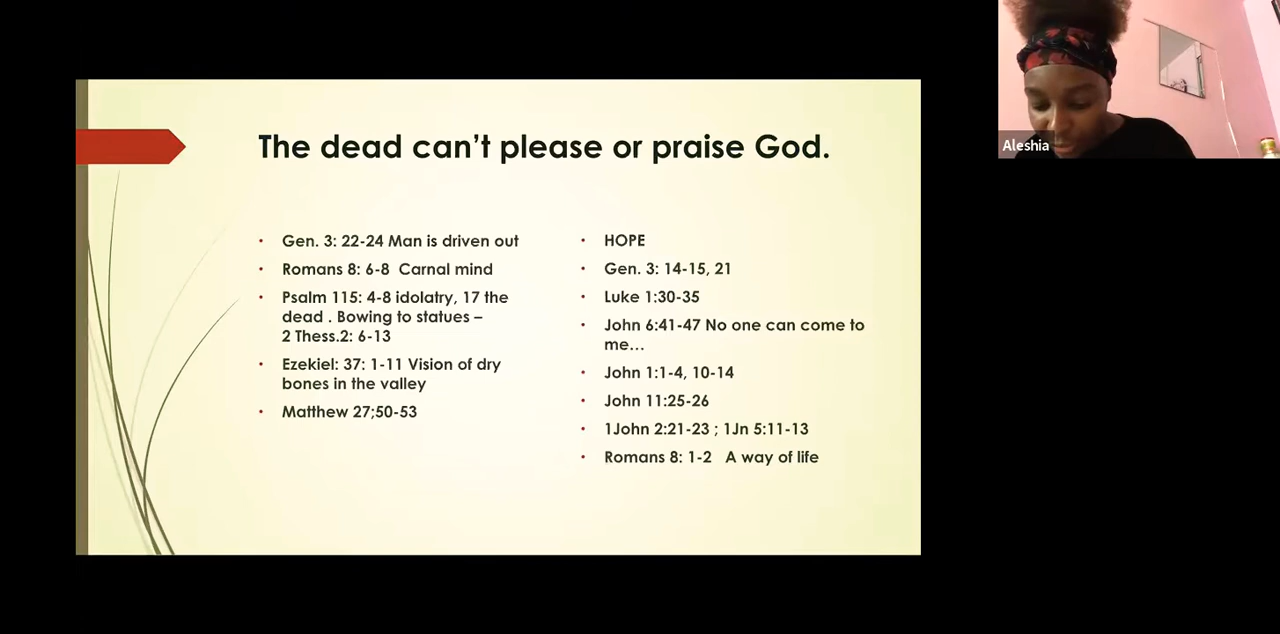 The dead can't please or praise God.
• Gen. 3: 22-24 Man is driven out
• Romans 8: 6-8  Carnal mind
• Psalm 115: 4-8 idolatry, 17 the
dead . Bowing to statues –
2 Thess.2: 6-13
• Ezekiel: 37: 1-11 Vision of dry
bones in the valley
• Matthew 27;50-53
• HOPE
• Gen. 3: 14-15, 21
• Luke 1:30-35
• John 6:41-47 No one can come to
me...
• John 1:1-4, 10-14
• John 11:25-26
• 1John 2:21-23 ; 1Jn 5:11-13
• Romans 8: 1-2   A way of life
Aleshia